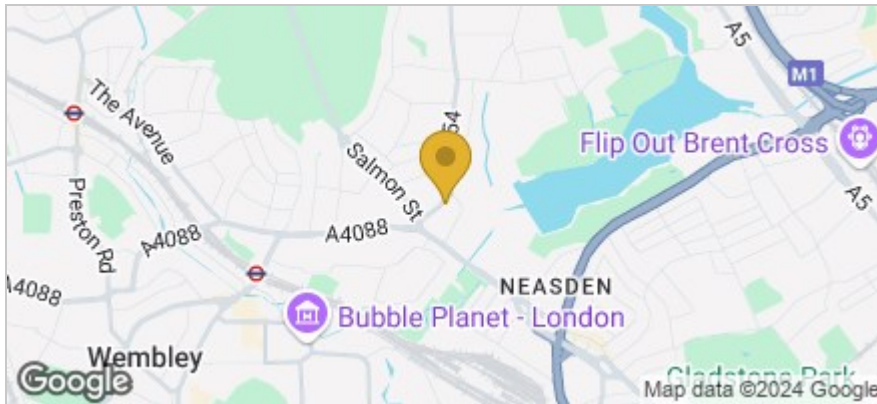 A5
M1
The Avenue
54
Flip Out Brent Cross
Salmon St
Preston Rd
A4088
A4088
A5
A4088
NEASDEN
Bubble Planet - London
Wembley
Gladstone Park
Google
Map data ©2024 Google